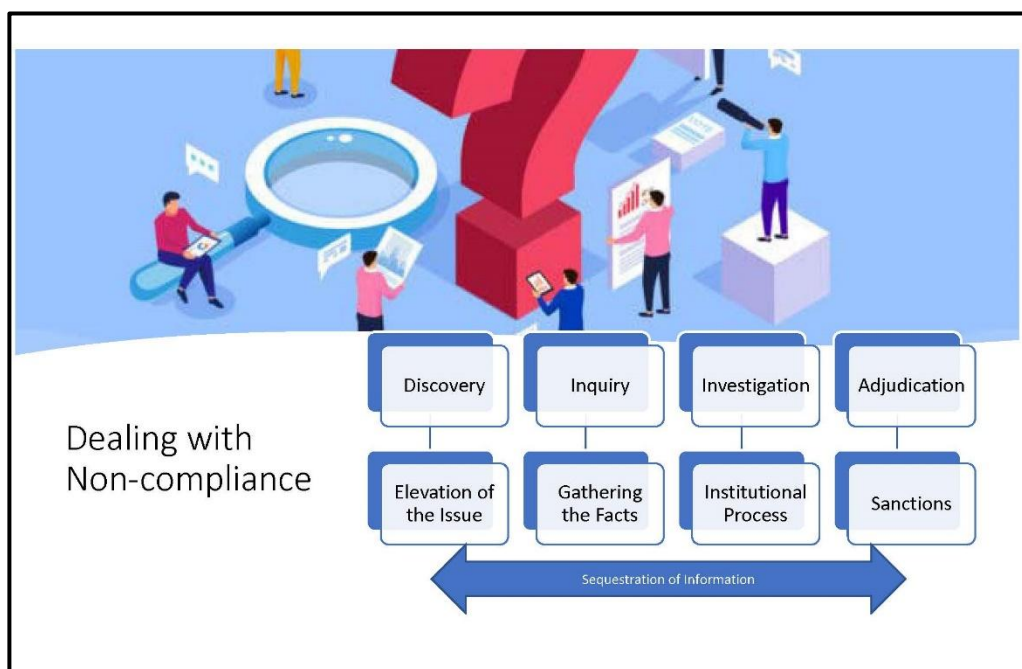 Discovery
Inquiry
Investigation
Adjudication
Dealing with
Non-compliance
Elevation of
the Issue
Gathering
the Facts
Institutional
Process
Sanctions
Sequestration of Information